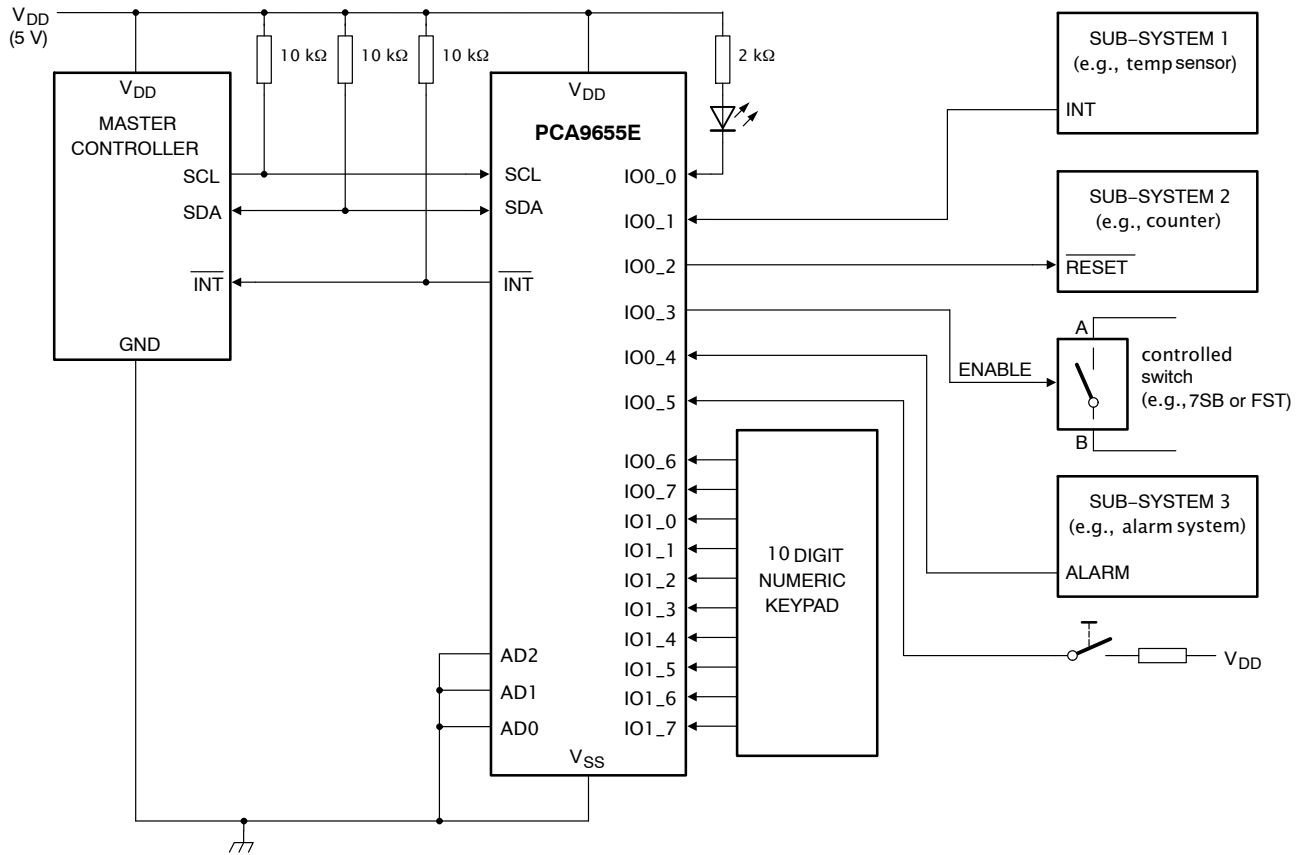 VDD
(5 V)
10 kΩ
10 kΩ
10 kΩ
2 kΩ
VDD
MASTER
CONTROLLER
SCL
SDA
INT
GND
VDD
PCA9655E
SCL
SDA
INT
AD2
AD1
AD0
VSS
IO0_0
IO0_1
IO0_2
IO0_3
IO0_4
IO0_5
IO0_6
IO0_7
IO1_0
IO1_1
IO1_2
IO1_3
IO1_4
IO1_5
IO1_6
IO1_7
10 DIGIT
NUMERIC
KEYPAD
SUB−SYSTEM 1
(e.g., temp sensor)
INT
SUB−SYSTEM 2
(e.g., counter)
RESET
A
ENABLE
B
controlled
switch
(e.g., 7SB or FST)
SUB−SYSTEM 3
(e.g., alarm system)
ALARM
VDD